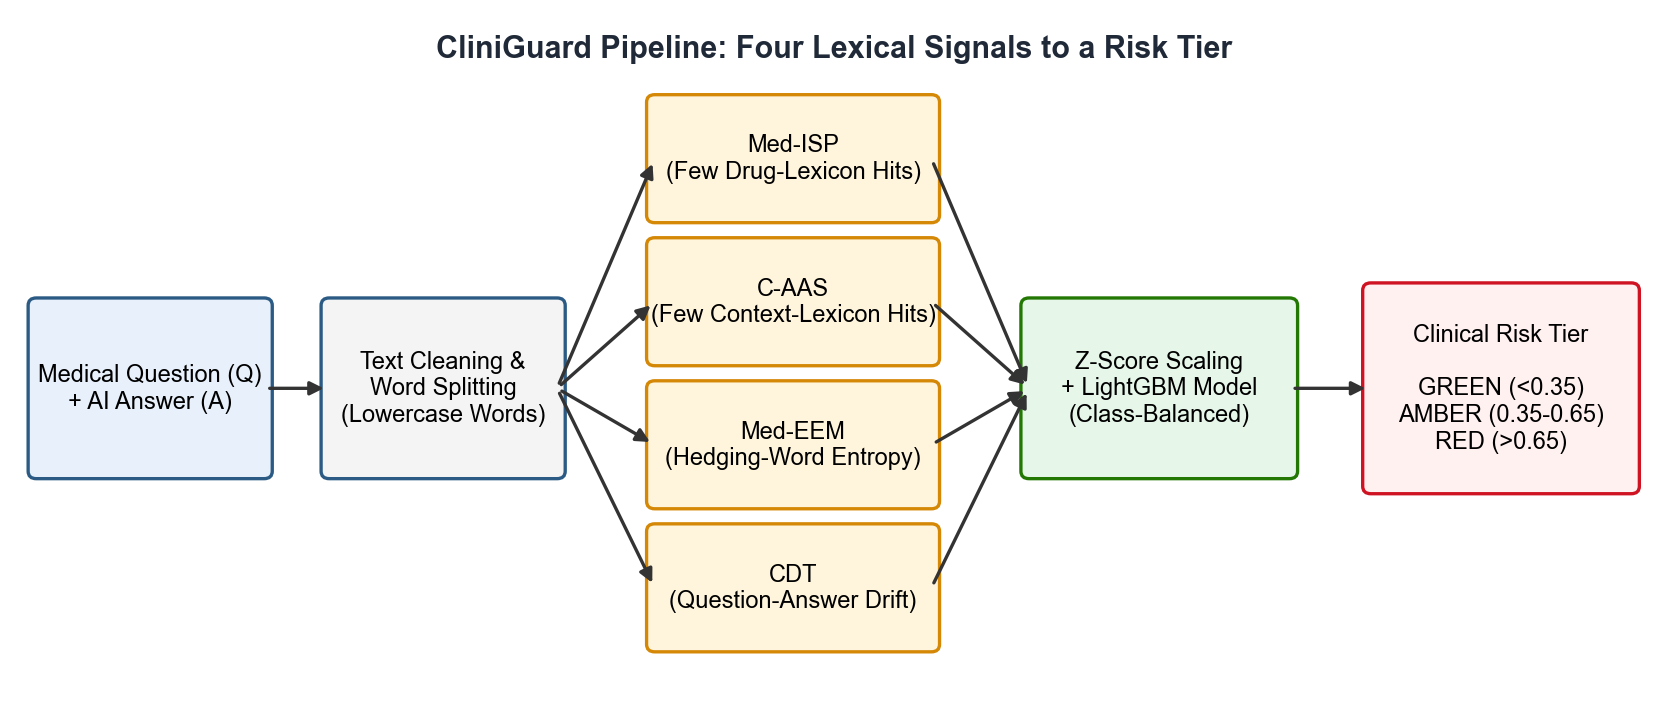 CliniGuard Pipeline: Four Lexical Signals to a Risk Tier
Medical Question (Q)
+ AI Answer (A)
Text Cleaning &
Word Splitting
(Lowercase Words)
Med-ISP
(Few Drug-Lexicon Hits)
C-AAS
(Few Context-Lexicon Hits)
Med-EEM
(Hedging-Word Entropy)
CDT
(Question-Answer Drift)
Z-Score Scaling
+ LightGBM Model
(Class-Balanced)
Clinical Risk Tier
GREEN (<0.35)
AMBER (0.35-0.65)
RED (>0.65)